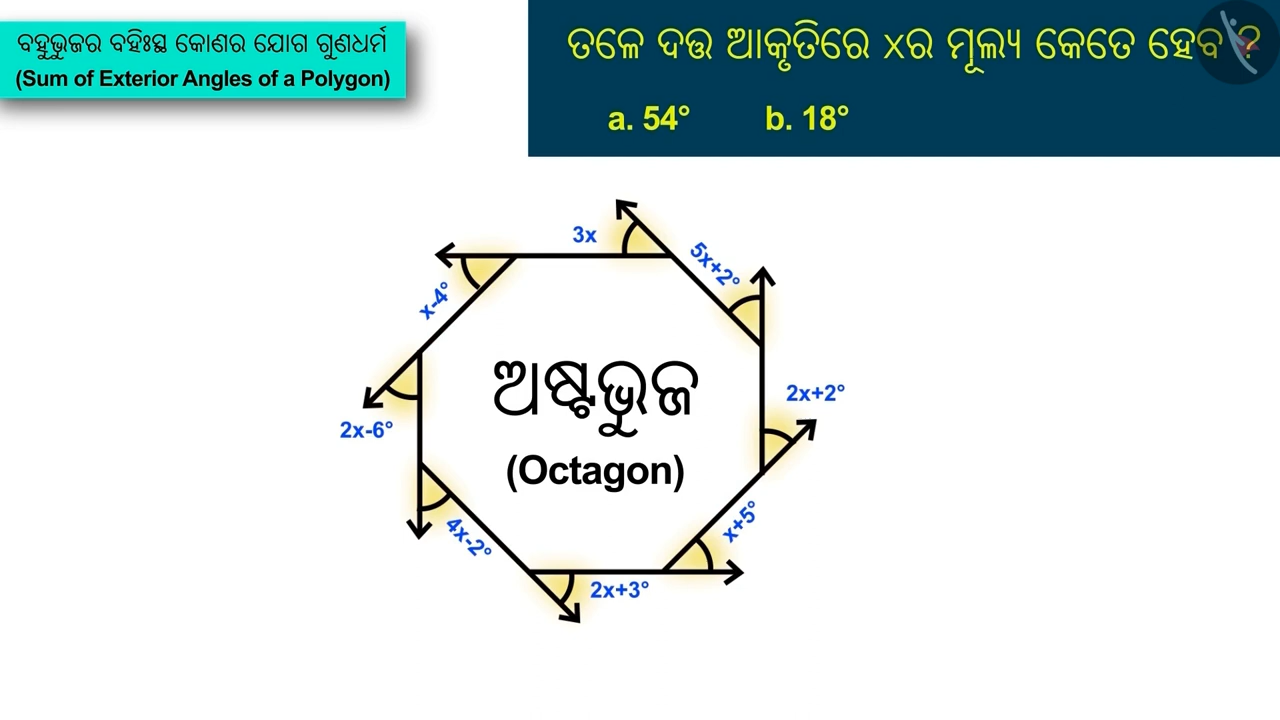 ବହୁଭୁଜର ବହିଃସ୍ଥ କୋଣର ଯୋଗ ଗୁଣଧର୍ମ
(Sum of Exterior Angles of a Polygon)
ତଳେ ଦତ୍ତ ଆକୃତିରେ xର ମୂଲ୍ୟ କେତେ ହେବ ?
a. 54° b. 18°
3x
5x+2°
x-4°
2x+2°
2x-6°
ଅଷ୍ଟଭୁଜ
(Octagon)
4x-2°
x+5°
2x+3°